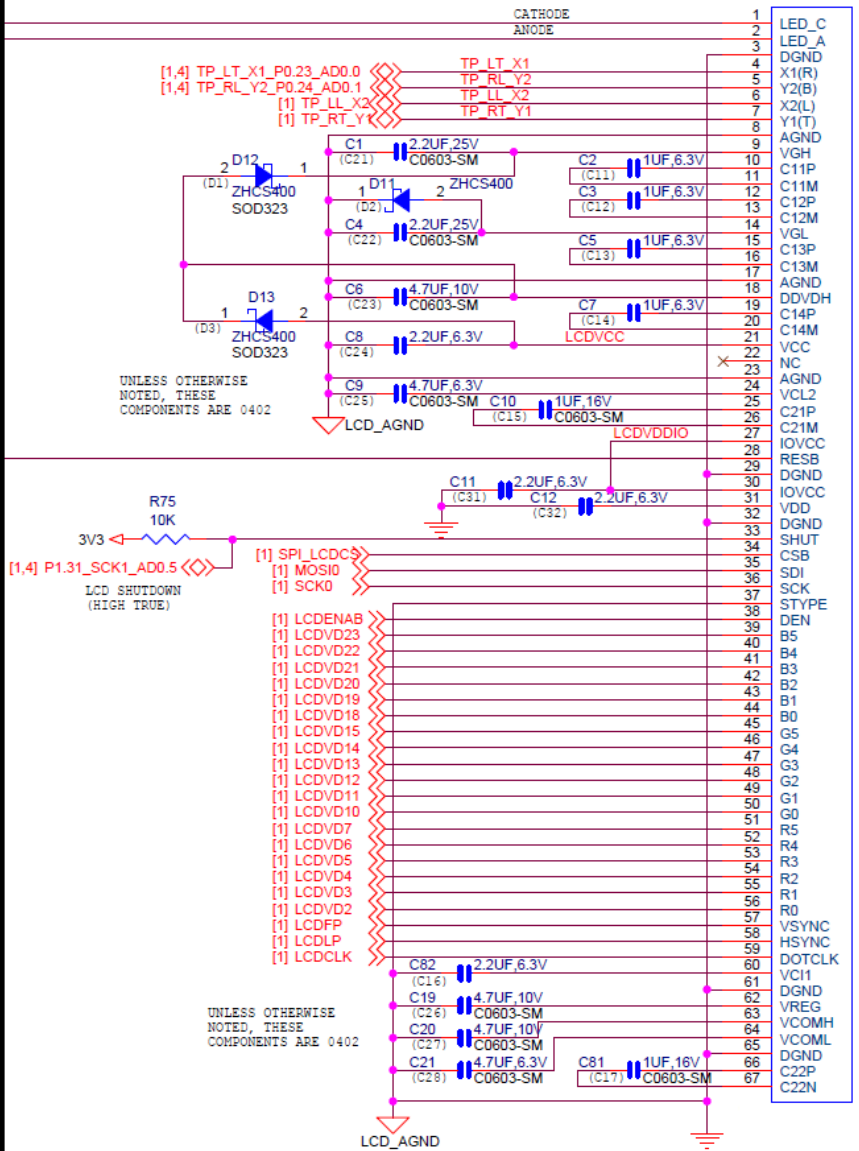 CATHODE
ANODE
1 LED_C
2 LED_A
3 DGND
[1,4] TP_LT_X1_P0.23_AD0.0 TP_LT_X1 4 X1(R)
[1,4] TP_RL_Y2_P0.24_AD0.1 TP_RL_Y2 5 Y2(B)
[1] TP_LL_X2 TP_LL_X2 6 X2(L)
[1] TP_RT_Y1 TP_RT_Y1 7 Y1(T)
8 AGND
C1 2.2UF,25V 9 VGH
(C21) C0603-SM
C2 1UF,6.3V 10 C11P
(C11) 11 C11M
2 D12 1
(D1) ZHCS400
SOD323
1 D11 2 ZHCS400
(D2)
C3 1UF,6.3V 12 C12P
(C12) 13 C12M
C4 2.2UF,25V 14 VGL
(C22) C0603-SM
C5 1UF,6.3V 15 C13P
(C13) 16 C13M
17 AGND
C6 4.7UF,10V 18 DDVDH
(C23) C0603-SM
C7 1UF,6.3V 19 C14P
(C14) 20 C14M
1 D13 2
(D3) ZHCS400
SOD323
C8 2.2UF,6.3V LCDVCC 21 VCC
(C24)
22 NC
23 AGND
UNLESS OTHERWISE
NOTED, THESE
COMPONENTS ARE 0402
C9 4.7UF,6.3V 24 VCL2
(C25) C0603-SM
C10 1UF,16V 25 C21P
(C15) C0603-SM 26 C21M
LCD_AGND
LCDVDDIO 27 IOVCC
28 RESB
29 DGND
C11 2.2UF,6.3V 30 IOVCC
(C31)
C12 2.2UF,6.3V 31 VDD
(C32)
32 DGND
R75
10K
3V3 33 SHUT
[1,4] P1.31_SCK1_AD0.5
LCD SHUTDOWN
(HIGH TRUE)
[1] SPI_LCDCS 34 CSB
[1] MOSI0 35 SDI
[1] SCK0 36 SCK
37 STYPE
[1] LCDENAB 38 DEN
[1] LCDVD23 39 B5
[1] LCDVD22 40 B4
[1] LCDVD21 41 B3
[1] LCDVD20 42 B2
[1] LCDVD19 43 B1
[1] LCDVD18 44 B0
[1] LCDVD15 45 G5
[1] LCDVD14 46 G4
[1] LCDVD13 47 G3
[1] LCDVD12 48 G2
[1] LCDVD11 49 G1
[1] LCDVD10 50 G0
[1] LCDVD7 51 R5
[1] LCDVD6 52 R4
[1] LCDVD5 53 R3
[1] LCDVD4 54 R2
[1] LCDVD3 55 R1
[1] LCDVD2 56 R0
[1] LCDFP 57 VSYNC
[1] LCDLP 58 HSYNC
[1] LCDCLK 59 DOTCLK
C82 2.2UF,6.3V 60 VCI1
(C16)
61 DGND
UNLESS OTHERWISE
NOTED, THESE
COMPONENTS ARE 0402
C19 4.7UF,10V 62 VREG
(C26) C0603-SM
63 VCOMH
C20 4.7UF,10V 64 VCOML
(C27) C0603-SM
65 DGND
C21 4.7UF,6.3V
(C28) C0603-SM
C81 1UF,16V 66 C22P
(C17) C0603-SM 67 C22N
LCD_AGND